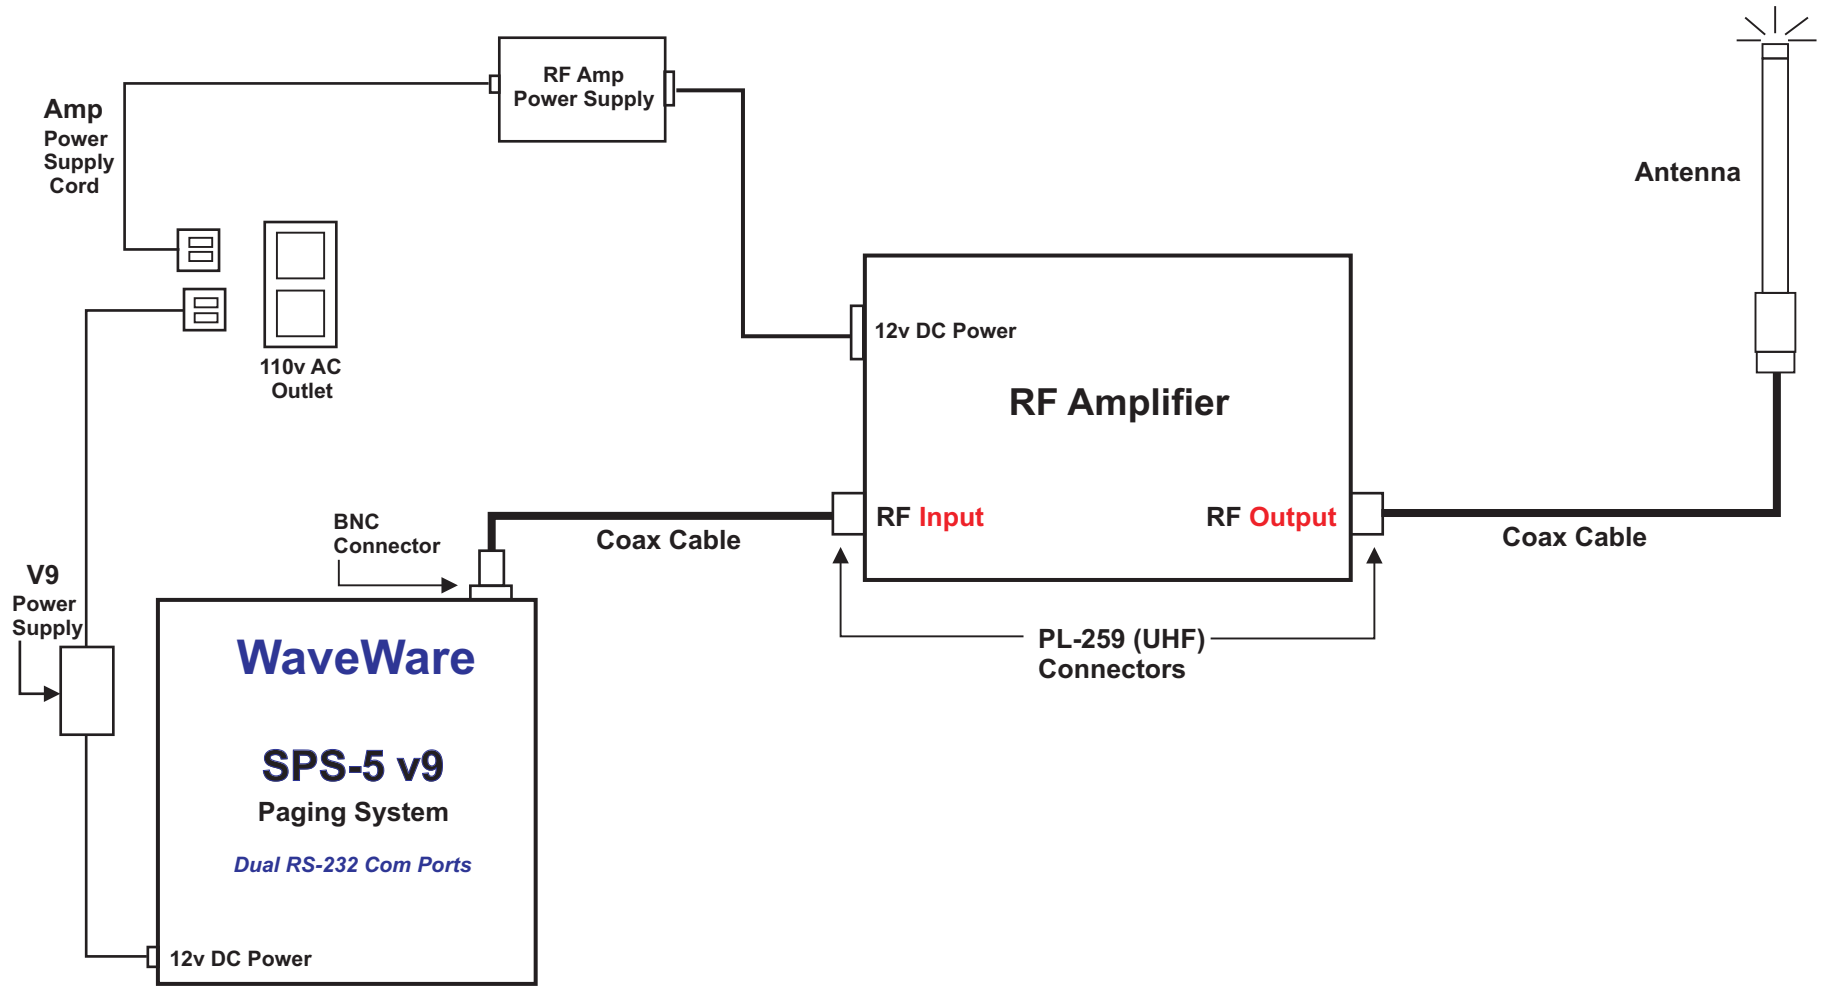 RF Amp
Power Supply
Amp
Power
Supply
Cord
Antenna
110v AC
Outlet
12v DC Power
RF Amplifier
RF Input
RF Output
BNC
Connector
Coax Cable
Coax Cable
V9
Power
Supply
PL-259 (UHF)
Connectors
WaveWare
SPS-5 v9
Paging System
Dual RS-232 Com Ports
12v DC Power